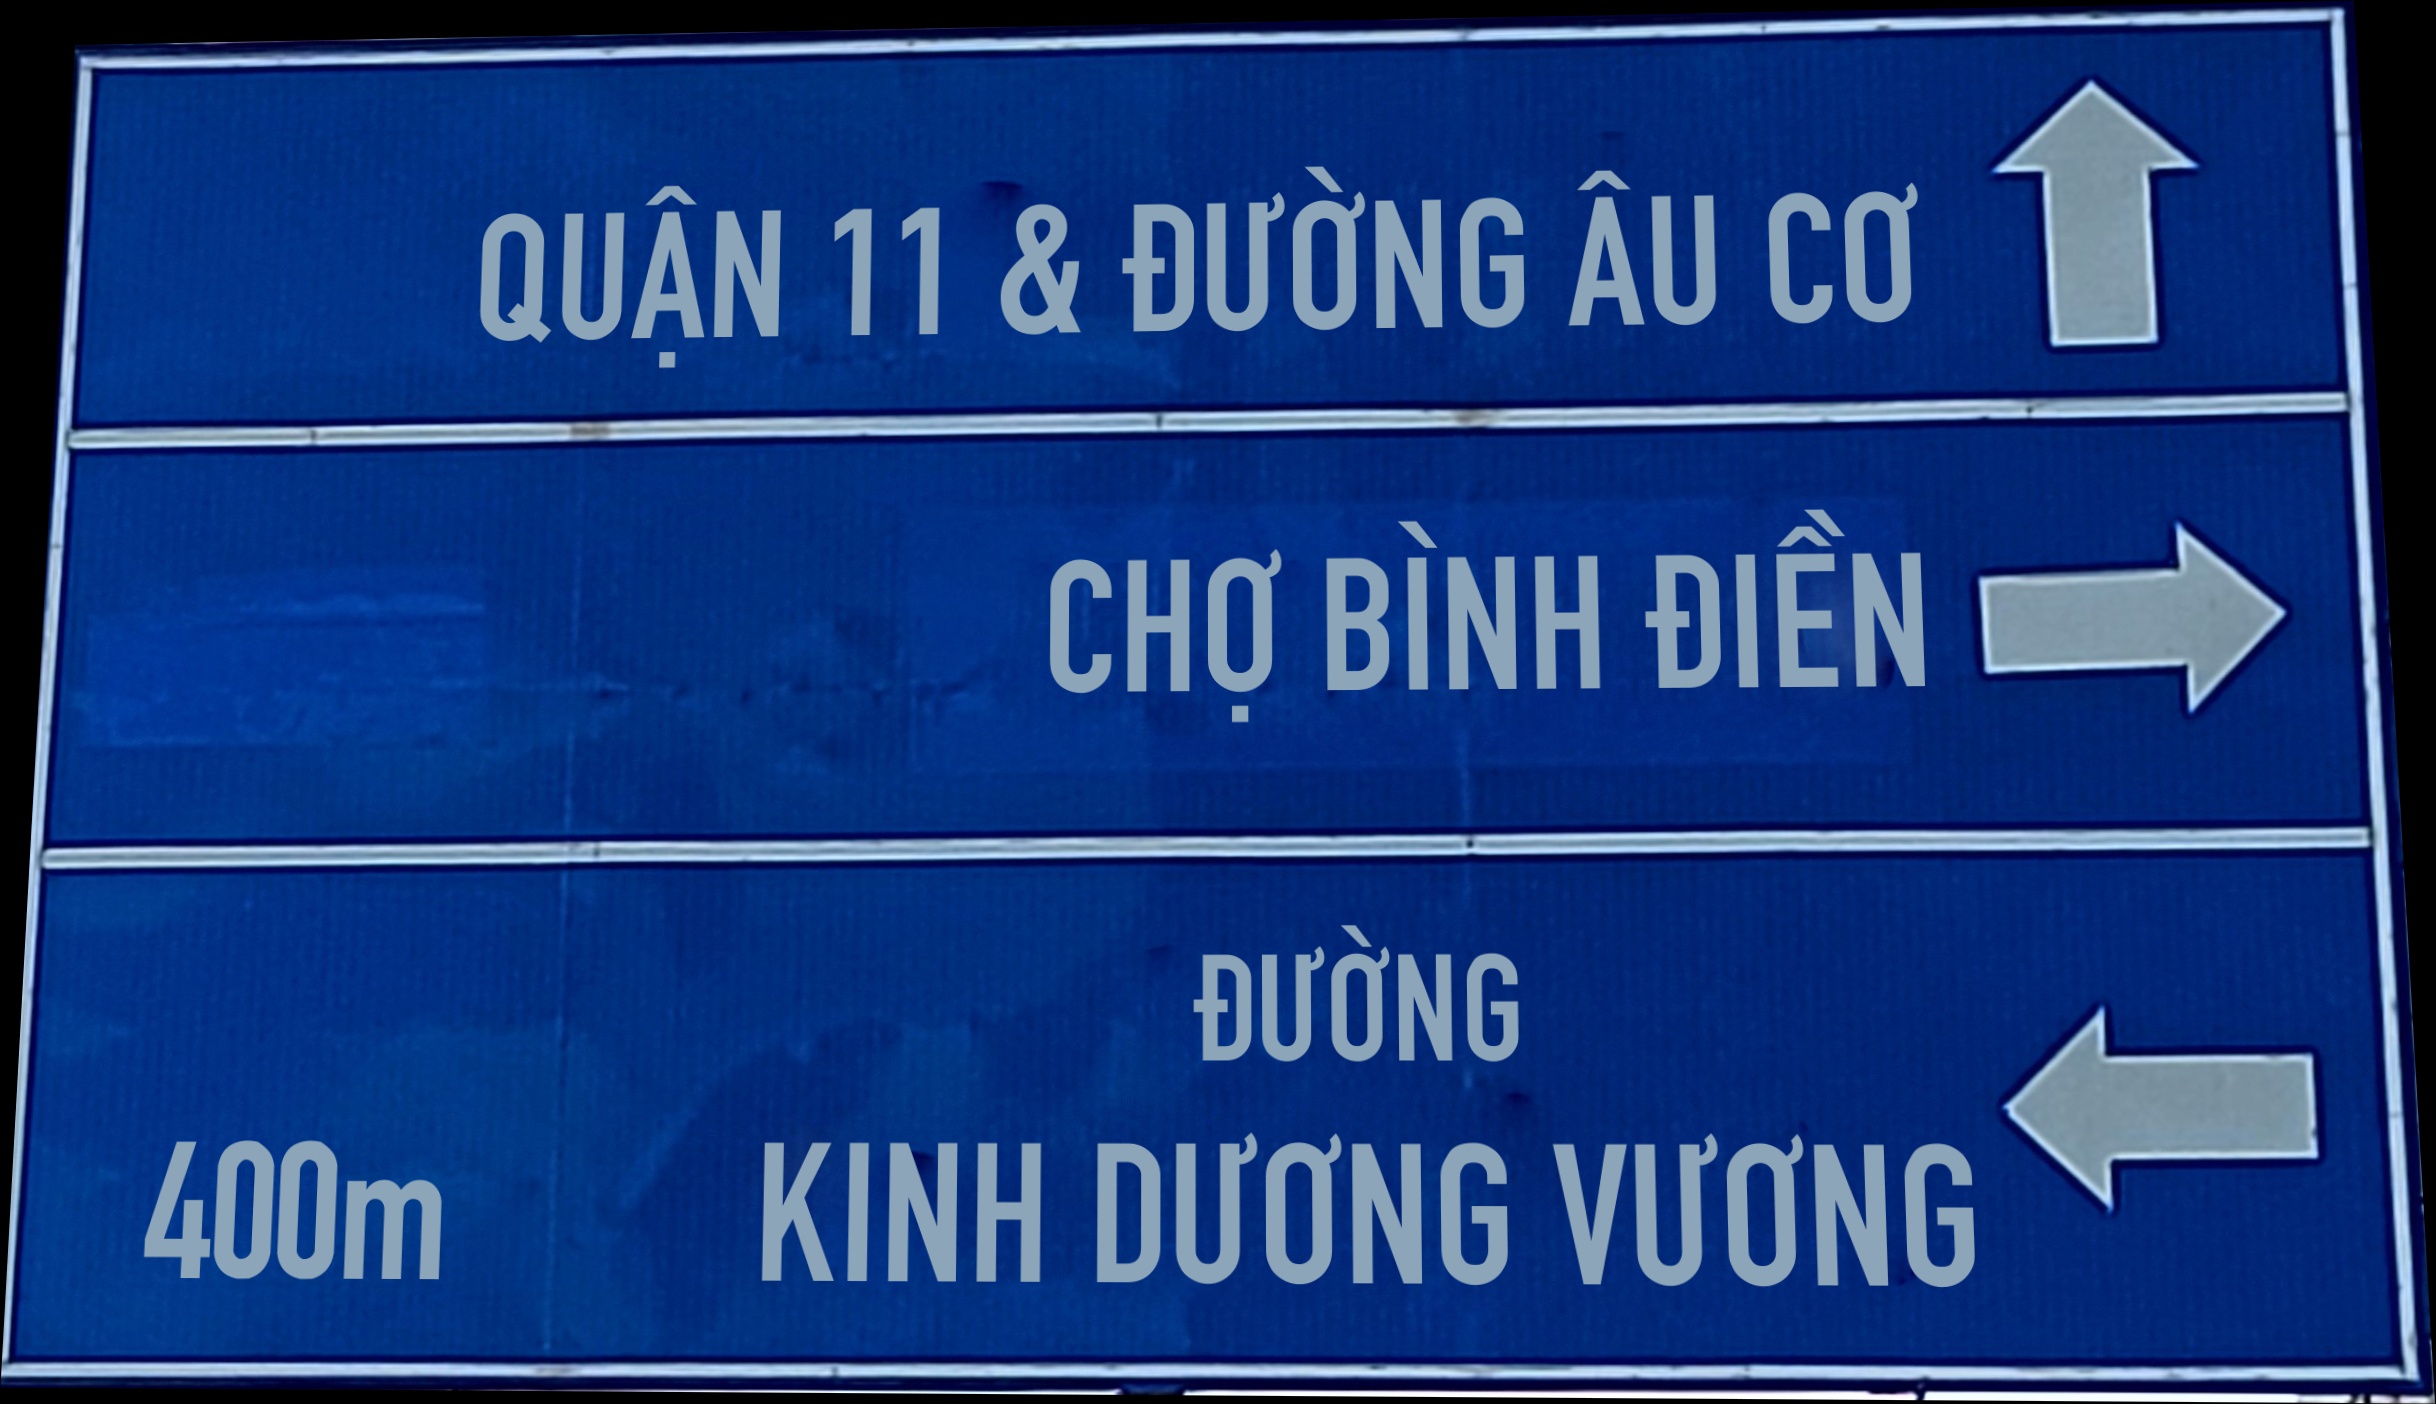 QUẬN 11 & ĐƯỜNG ÂU CƠ
CHỢ BÌNH ĐIỀN
ĐƯỜNG
400m KINH DƯƠNG VƯƠNG